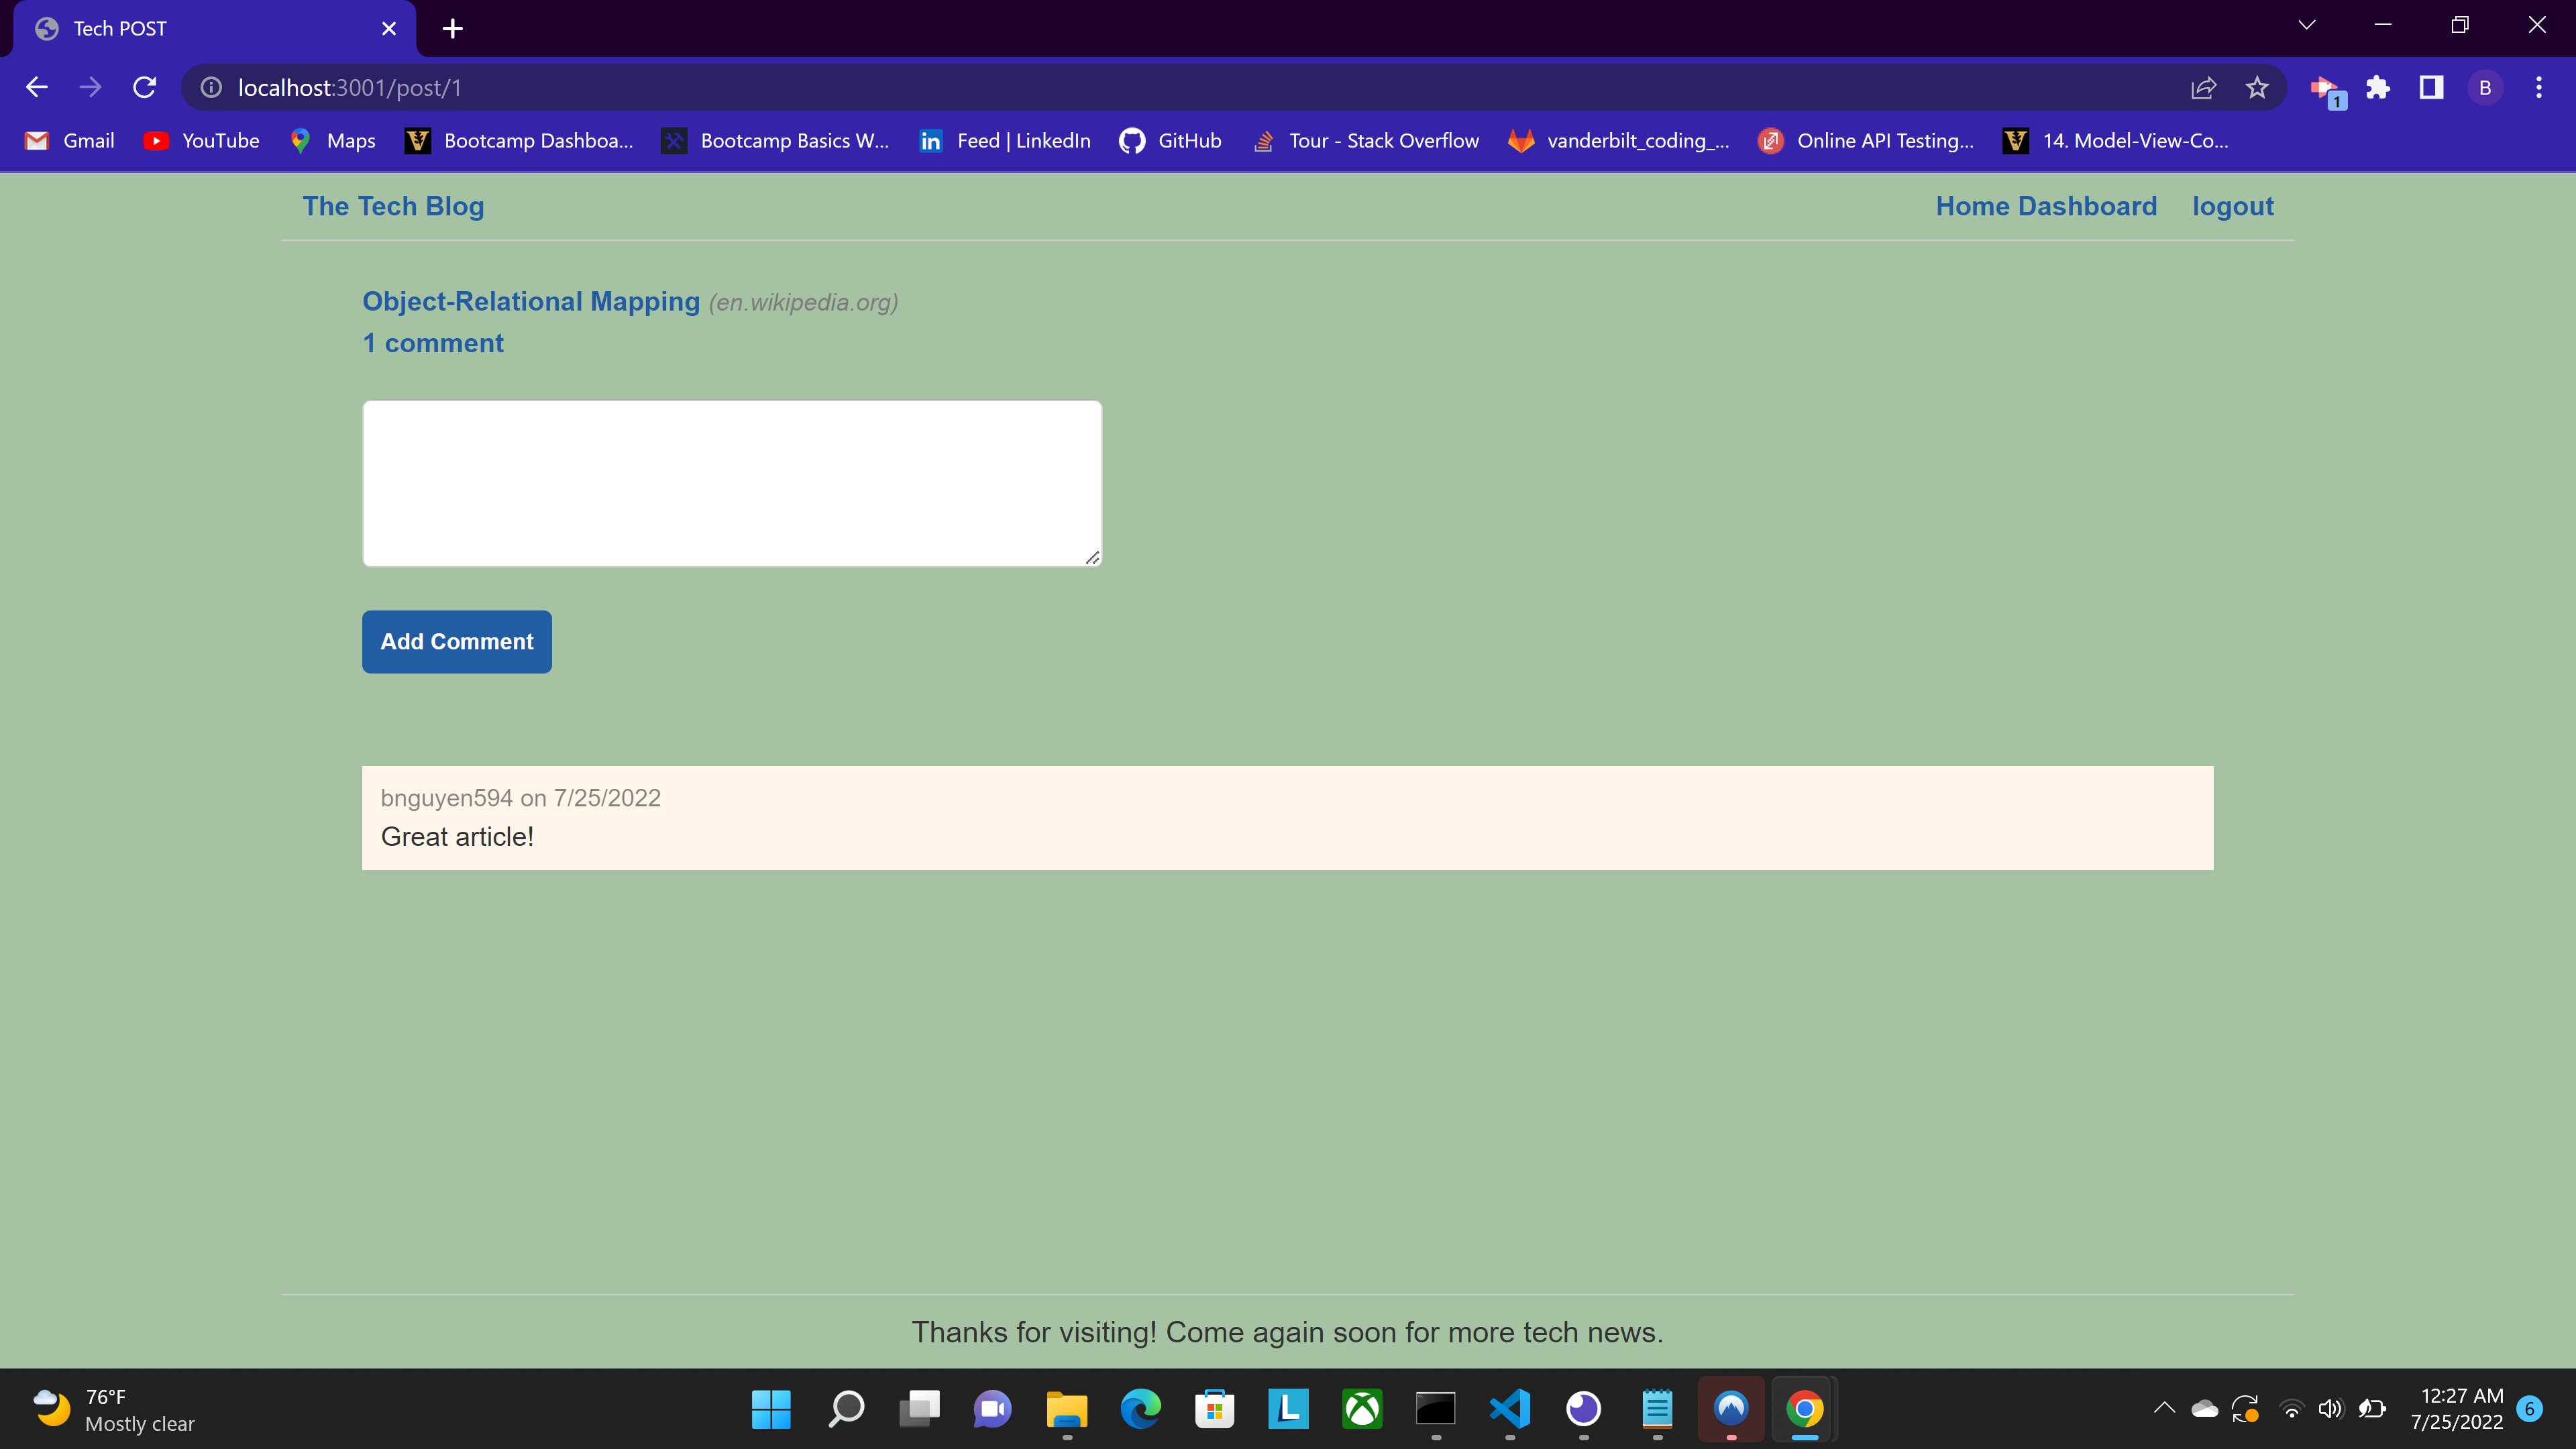 Tech POST
localhost:3001/post/1
1
B
Gmail YouTube Maps Bootcamp Dashboa... Bootcamp Basics W... Feed | LinkedIn GitHub Tour - Stack Overflow vanderbilt_coding_... Online API Testing... 14. Model-View-Co...
The Tech Blog Home Dashboard logout
Object-Relational Mapping (en.wikipedia.org)
1 comment
Add Comment
bnguyen594 on 7/25/2022
Great article!
Thanks for visiting! Come again soon for more tech news.
76°F
Mostly clear
12:27 AM
7/25/2022
6